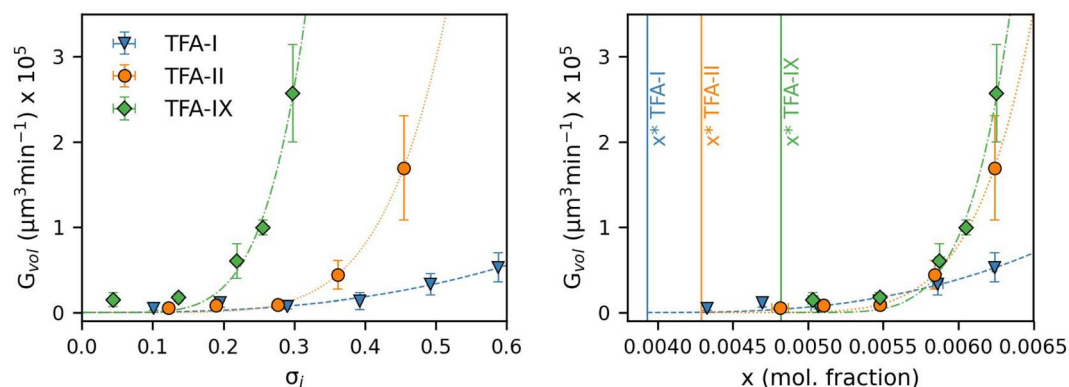 G_vol (μm³min⁻¹) x 10⁵
3
2
1
0
TFA-I
TFA-II
TFA-IX
0.0 0.1 0.2 0.3 0.4 0.5 0.6
σ_i
G_vol (μm³min⁻¹) x 10⁵
3
2
1
0
x* TFA-I
x* TFA-II
x* TFA-IX
0.0040 0.0045 0.0050 0.0055 0.0060 0.0065
x (mol. fraction)